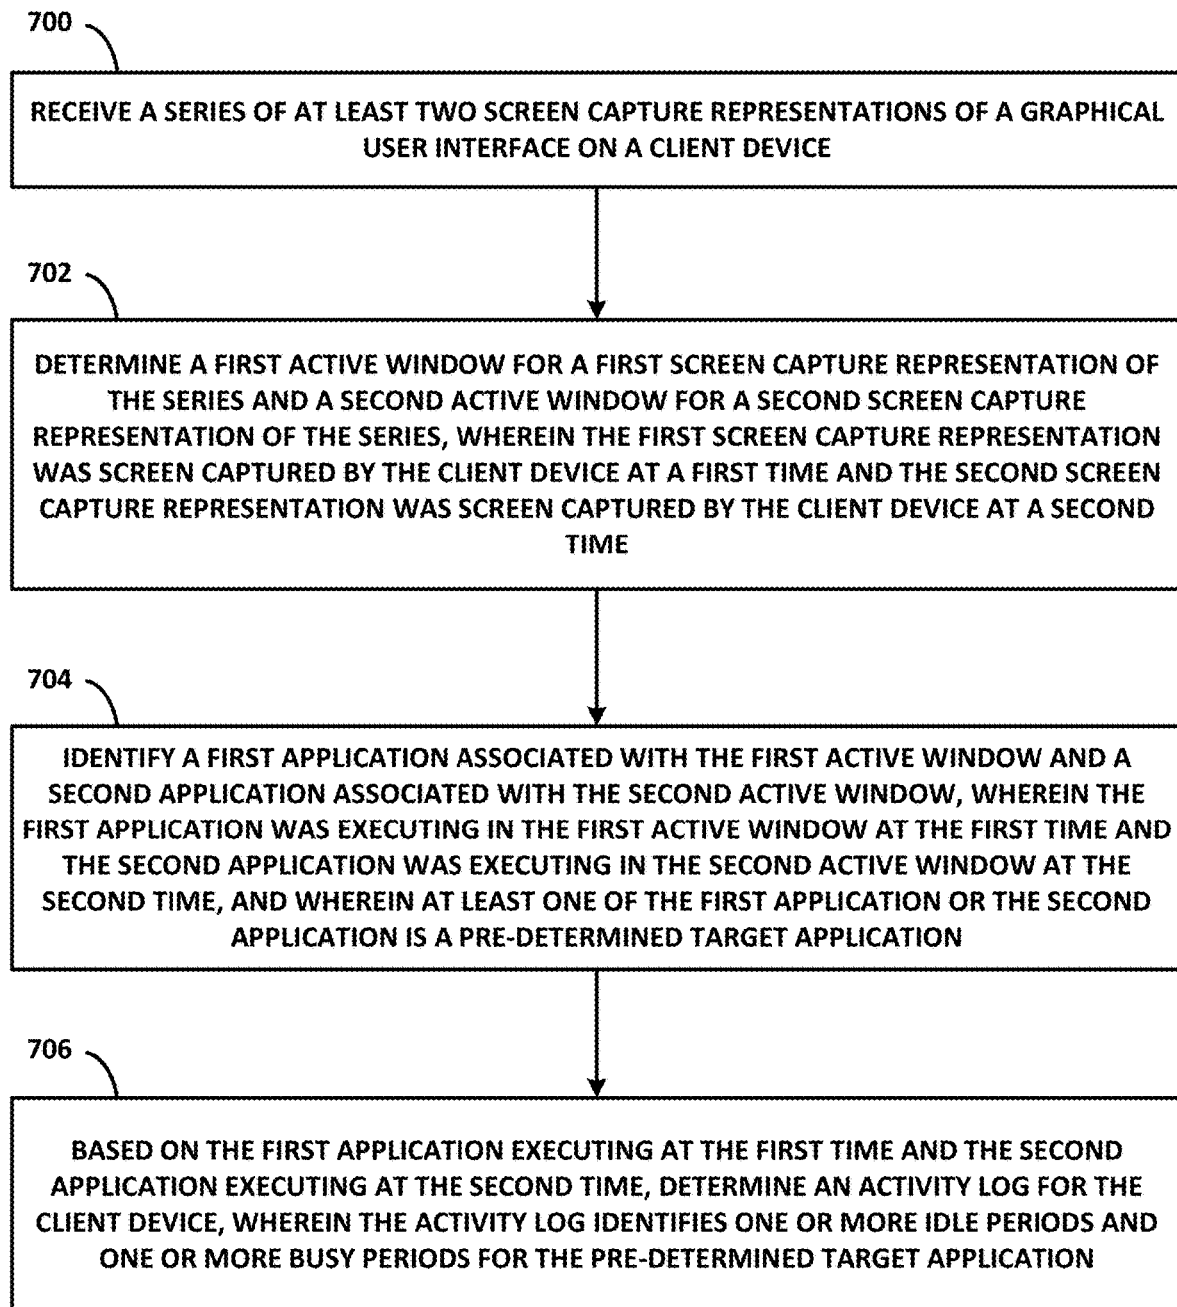 700
RECEIVE A SERIES OF AT LEAST TWO SCREEN CAPTURE REPRESENTATIONS OF A GRAPHICAL
USER INTERFACE ON A CLIENT DEVICE
702
DETERMINE A FIRST ACTIVE WINDOW FOR A FIRST SCREEN CAPTURE REPRESENTATION OF
THE SERIES AND A SECOND ACTIVE WINDOW FOR A SECOND SCREEN CAPTURE
REPRESENTATION OF THE SERIES, WHEREIN THE FIRST SCREEN CAPTURE REPRESENTATION
WAS SCREEN CAPTURED BY THE CLIENT DEVICE AT A FIRST TIME AND THE SECOND SCREEN
CAPTURE REPRESENTATION WAS SCREEN CAPTURED BY THE CLIENT DEVICE AT A SECOND
TIME
704
IDENTIFY A FIRST APPLICATION ASSOCIATED WITH THE FIRST ACTIVE WINDOW AND A
SECOND APPLICATION ASSOCIATED WITH THE SECOND ACTIVE WINDOW, WHEREIN THE
FIRST APPLICATION WAS EXECUTING IN THE FIRST ACTIVE WINDOW AT THE FIRST TIME AND
THE SECOND APPLICATION WAS EXECUTING IN THE SECOND ACTIVE WINDOW AT THE
SECOND TIME, AND WHEREIN AT LEAST ONE OF THE FIRST APPLICATION OR THE SECOND
APPLICATION IS A PRE-DETERMINED TARGET APPLICATION
706
BASED ON THE FIRST APPLICATION EXECUTING AT THE FIRST TIME AND THE SECOND
APPLICATION EXECUTING AT THE SECOND TIME, DETERMINE AN ACTIVITY LOG FOR THE
CLIENT DEVICE, WHEREIN THE ACTIVITY LOG IDENTIFIES ONE OR MORE IDLE PERIODS AND
ONE OR MORE BUSY PERIODS FOR THE PRE-DETERMINED TARGET APPLICATION